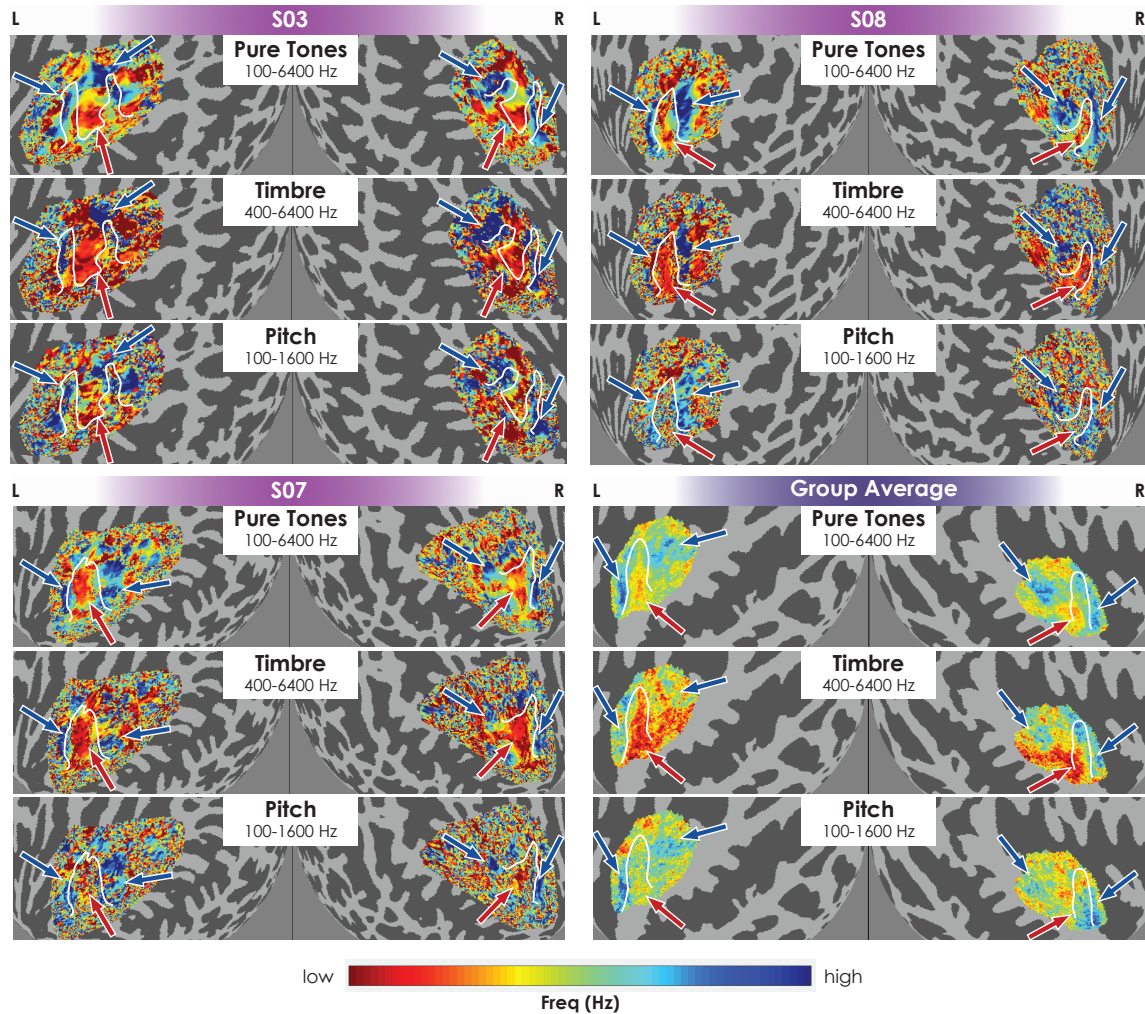 L S03 R
Pure Tones
100-6400 Hz
Timbre
400-6400 Hz
Pitch
100-1600 Hz
L S08 R
Pure Tones
100-6400 Hz
Timbre
400-6400 Hz
Pitch
100-1600 Hz
L S07 R
Pure Tones
100-6400 Hz
Timbre
400-6400 Hz
Pitch
100-1600 Hz
L Group Average R
Pure Tones
100-6400 Hz
Timbre
400-6400 Hz
Pitch
100-1600 Hz
low high
Freq (Hz)